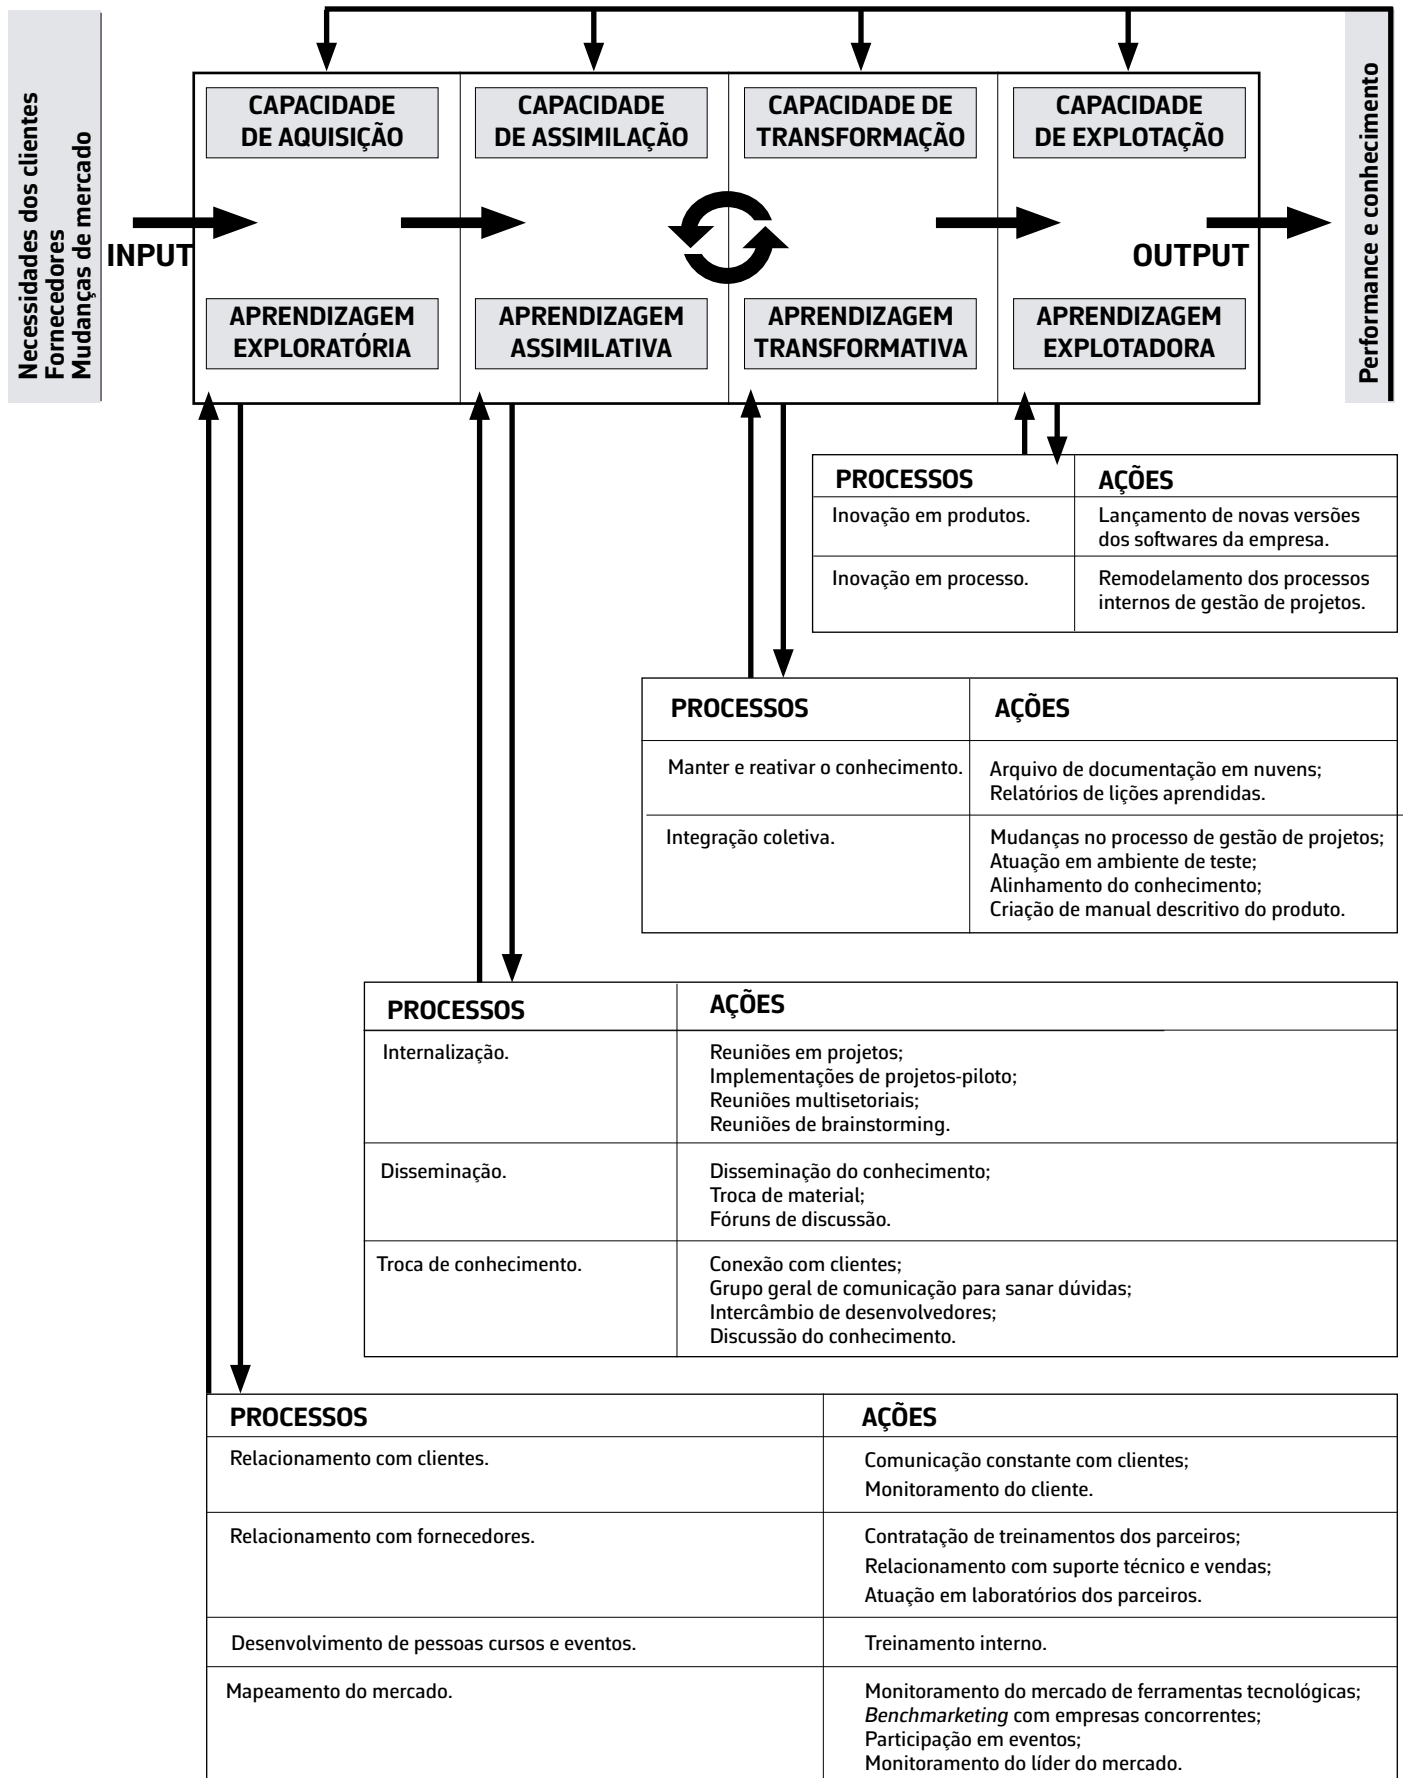 Necessidades dos clientes
Fornecedores
Mudanças de mercado
INPUT
CAPACIDADE
DE AQUISIÇÃO
CAPACIDADE
DE ASSIMILAÇÃO
CAPACIDADE DE
TRANSFORMAÇÃO
CAPACIDADE
DE EXPLOTAÇÃO
OUTPUT
APRENDIZAGEM
EXPLORATÓRIA
APRENDIZAGEM
ASSIMILATIVA
APRENDIZAGEM
TRANSFORMATIVA
APRENDIZAGEM
EXPLOTADORA
Performance e conhecimento
PROCESSOS
AÇÕES
Inovação em produtos.
Lançamento de novas versões
dos softwares da empresa.
Inovação em processo.
Remodelamento dos processos
internos de gestão de projetos.
PROCESSOS
AÇÕES
Manter e reativar o conhecimento.
Arquivo de documentação em nuvens;
Relatórios de lições aprendidas.
Integração coletiva.
Mudanças no processo de gestão de projetos;
Atuação em ambiente de teste;
Alinhamento do conhecimento;
Criação de manual descritivo do produto.
PROCESSOS
AÇÕES
Internalização.
Reuniões em projetos;
Implementações de projetos-piloto;
Reuniões multisetoriais;
Reuniões de brainstorming.
Disseminação.
Disseminação do conhecimento;
Troca de material;
Fóruns de discussão.
Troca de conhecimento.
Conexão com clientes;
Grupo geral de comunicação para sanar dúvidas;
Intercâmbio de desenvolvedores;
Discussão do conhecimento.
PROCESSOS
AÇÕES
Relacionamento com clientes.
Comunicação constante com clientes;
Monitoramento do cliente.
Relacionamento com fornecedores.
Contratação de treinamentos dos parceiros;
Relacionamento com suporte técnico e vendas;
Atuação em laboratórios dos parceiros.
Desenvolvimento de pessoas cursos e eventos.
Treinamento interno.
Mapeamento do mercado.
Monitoramento do mercado de ferramentas tecnológicas;
Benchmarketing com empresas concorrentes;
Participação em eventos;
Monitoramento do líder do mercado.